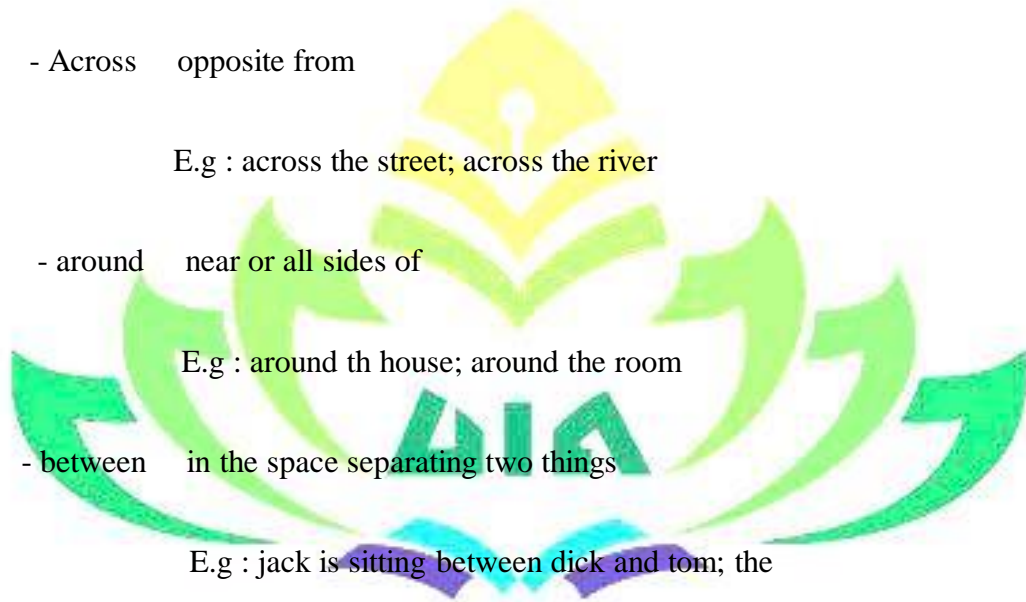 - Across opposite from
E.g : across the street; across the river
- around near or all sides of
E.g : around th house; around the room
- between in the space separating two things
E.g : jack is sitting between dick and tom; the